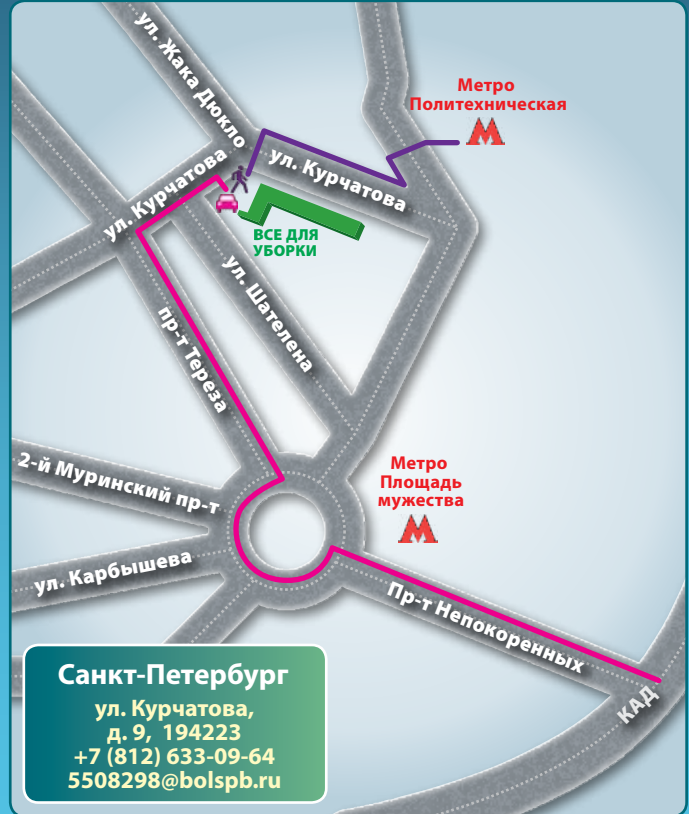 ул. Жака Дюкло
Метро
Политехническая
ул. Курчатова
ул. Курчатова
ВСЕ ДЛЯ
УБОРКИ
ул. Шателена
пр-т Тереза
2-й Муринский пр-т
Метро
Площадь
мужества
ул. Карбышева
Пр-т Непокоренных
КАД
Санкт-Петербург
ул. Курчатова,
д. 9, 194223
+7 (812) 633-09-64
5508298@bolspb.ru